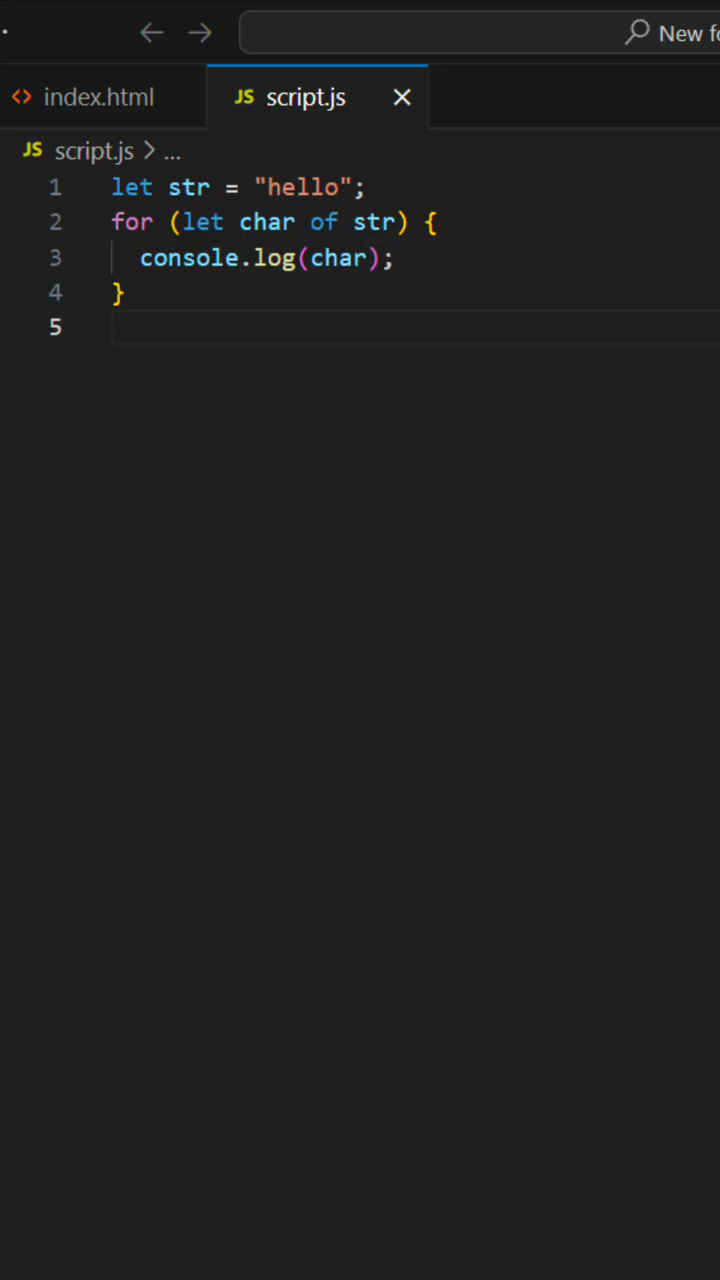 New fo
index.html
JS script.js
JS script.js > ...
1 let str = "hello";
2 for (let char of str) {
3 console.log(char);
4 }
5